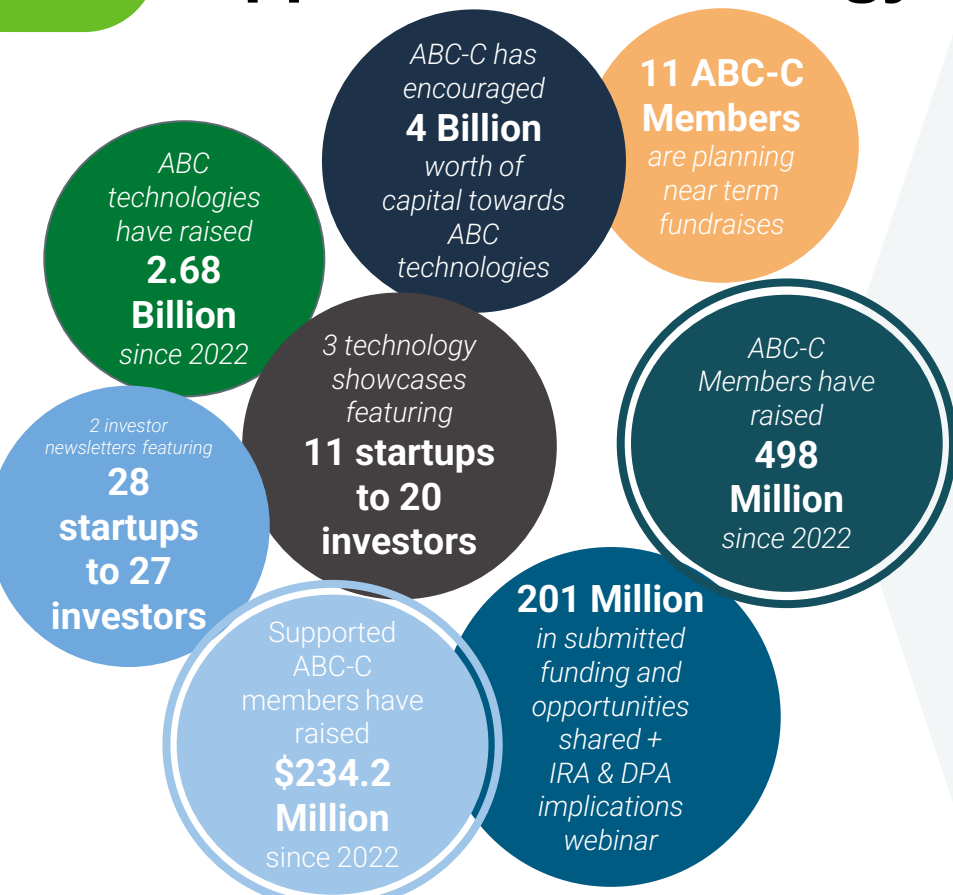 ABC-C has
encouraged
4 Billion
worth of
capital towards
ABC
technologies
11 ABC-C
Members
are planning
near term
fundraises
ABC
technologies
have raised
2.68
Billion
since 2022
3 technology
showcases
featuring
11 startups
to 20
investors
ABC-C
Members have
raised
498
Million
since 2022
2 investor
newsletters featuring
28
startups
to 27
investors
Supported
ABC-C
members have
raised
$234.2
Million
since 2022
201 Million
in submitted
funding and
opportunities
shared +
IRA & DPA
implications
webinar